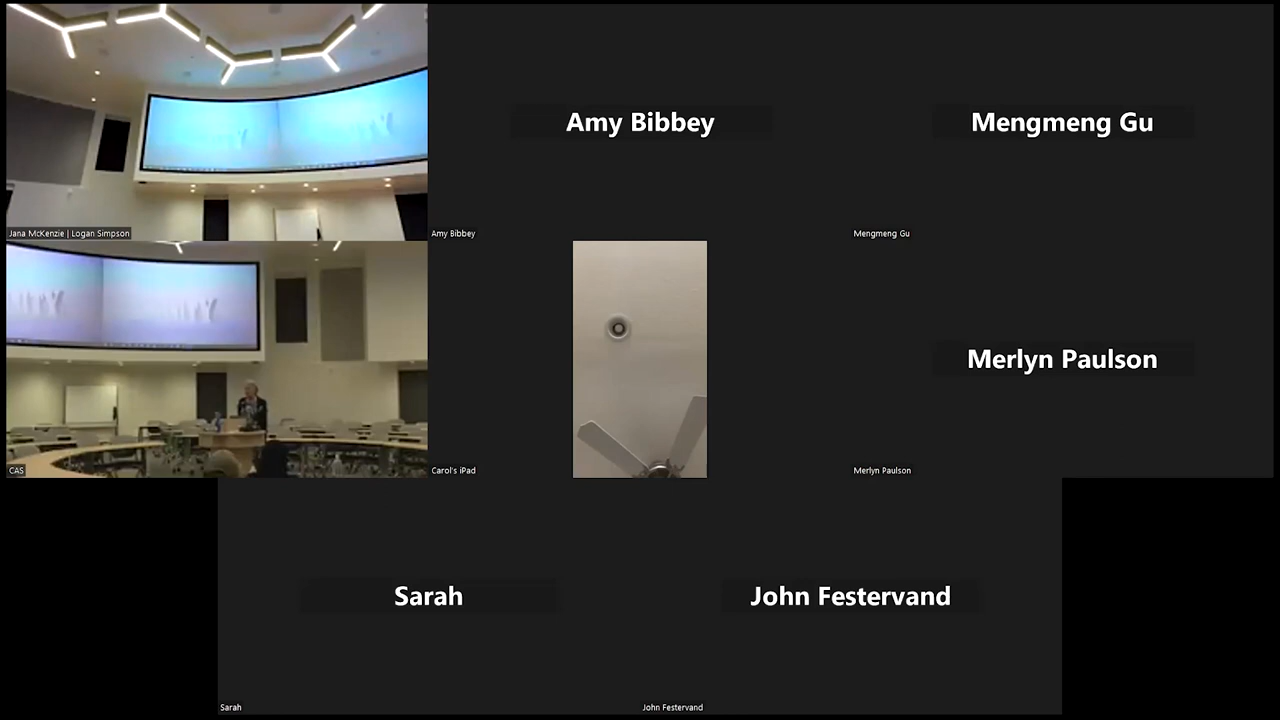 Amy Bibbey
Mengmeng Gu
Jana McKenzie | Logan Simpson
Amy Bibbey
Mengmeng Gu
Merlyn Paulson
CAS
Carol's iPad
Merlyn Paulson
Sarah
John Festervand
Sarah
John Festervand